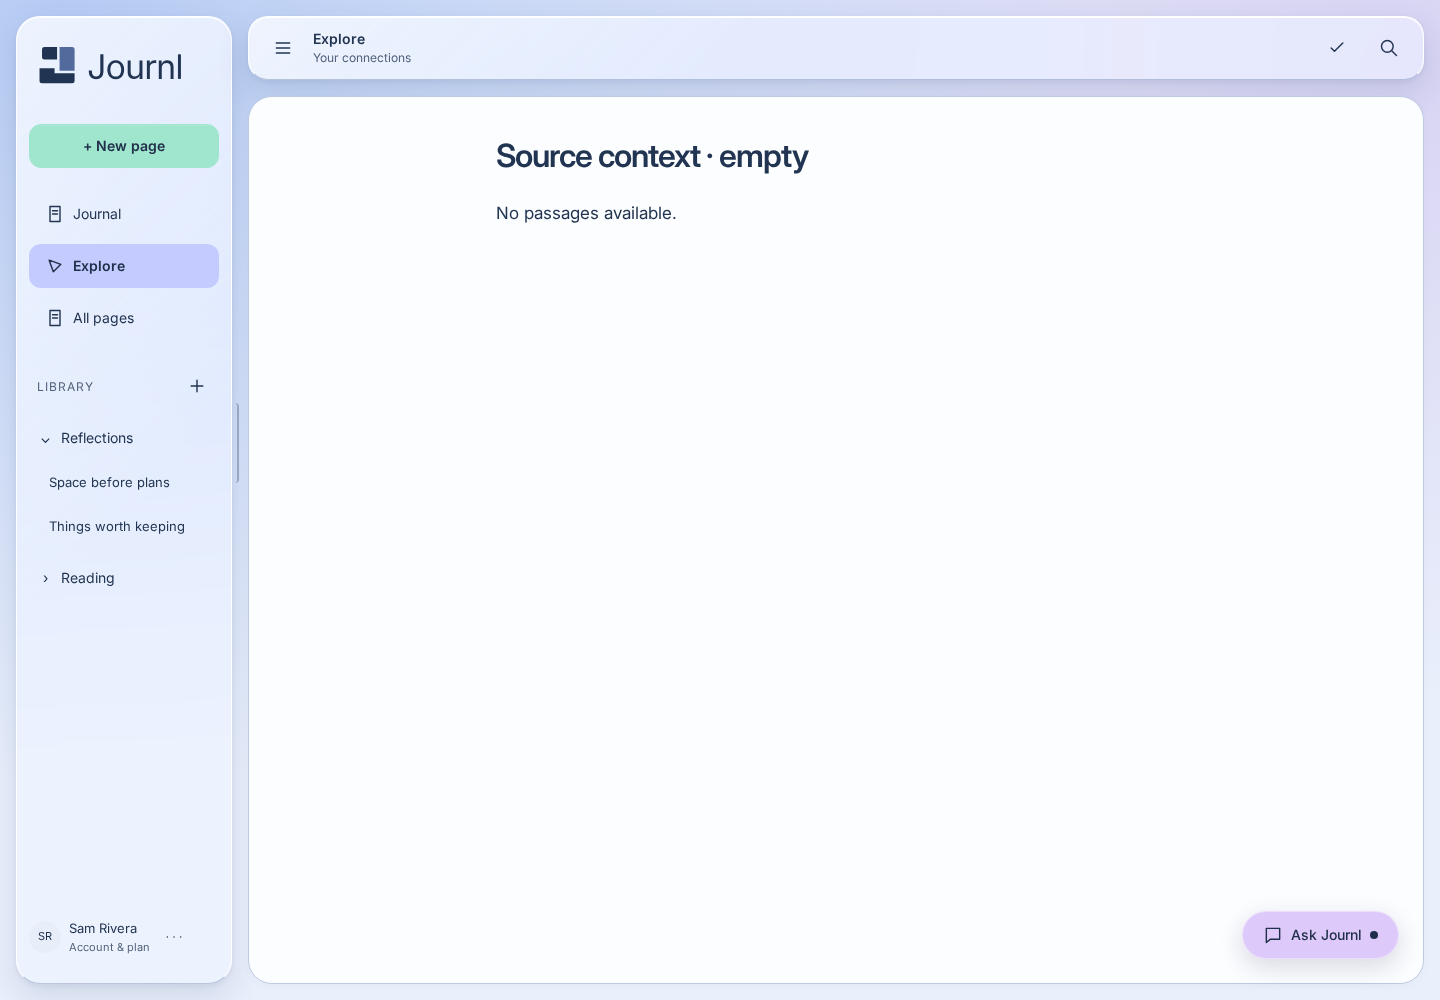 Journl
+ New page
Journal
Explore
All pages
LIBRARY
Reflections
Space before plans
Things worth keeping
Reading
SR
Sam Rivera
Account & plan
Explore
Your connections
Source context · empty
No passages available.
Ask Journl